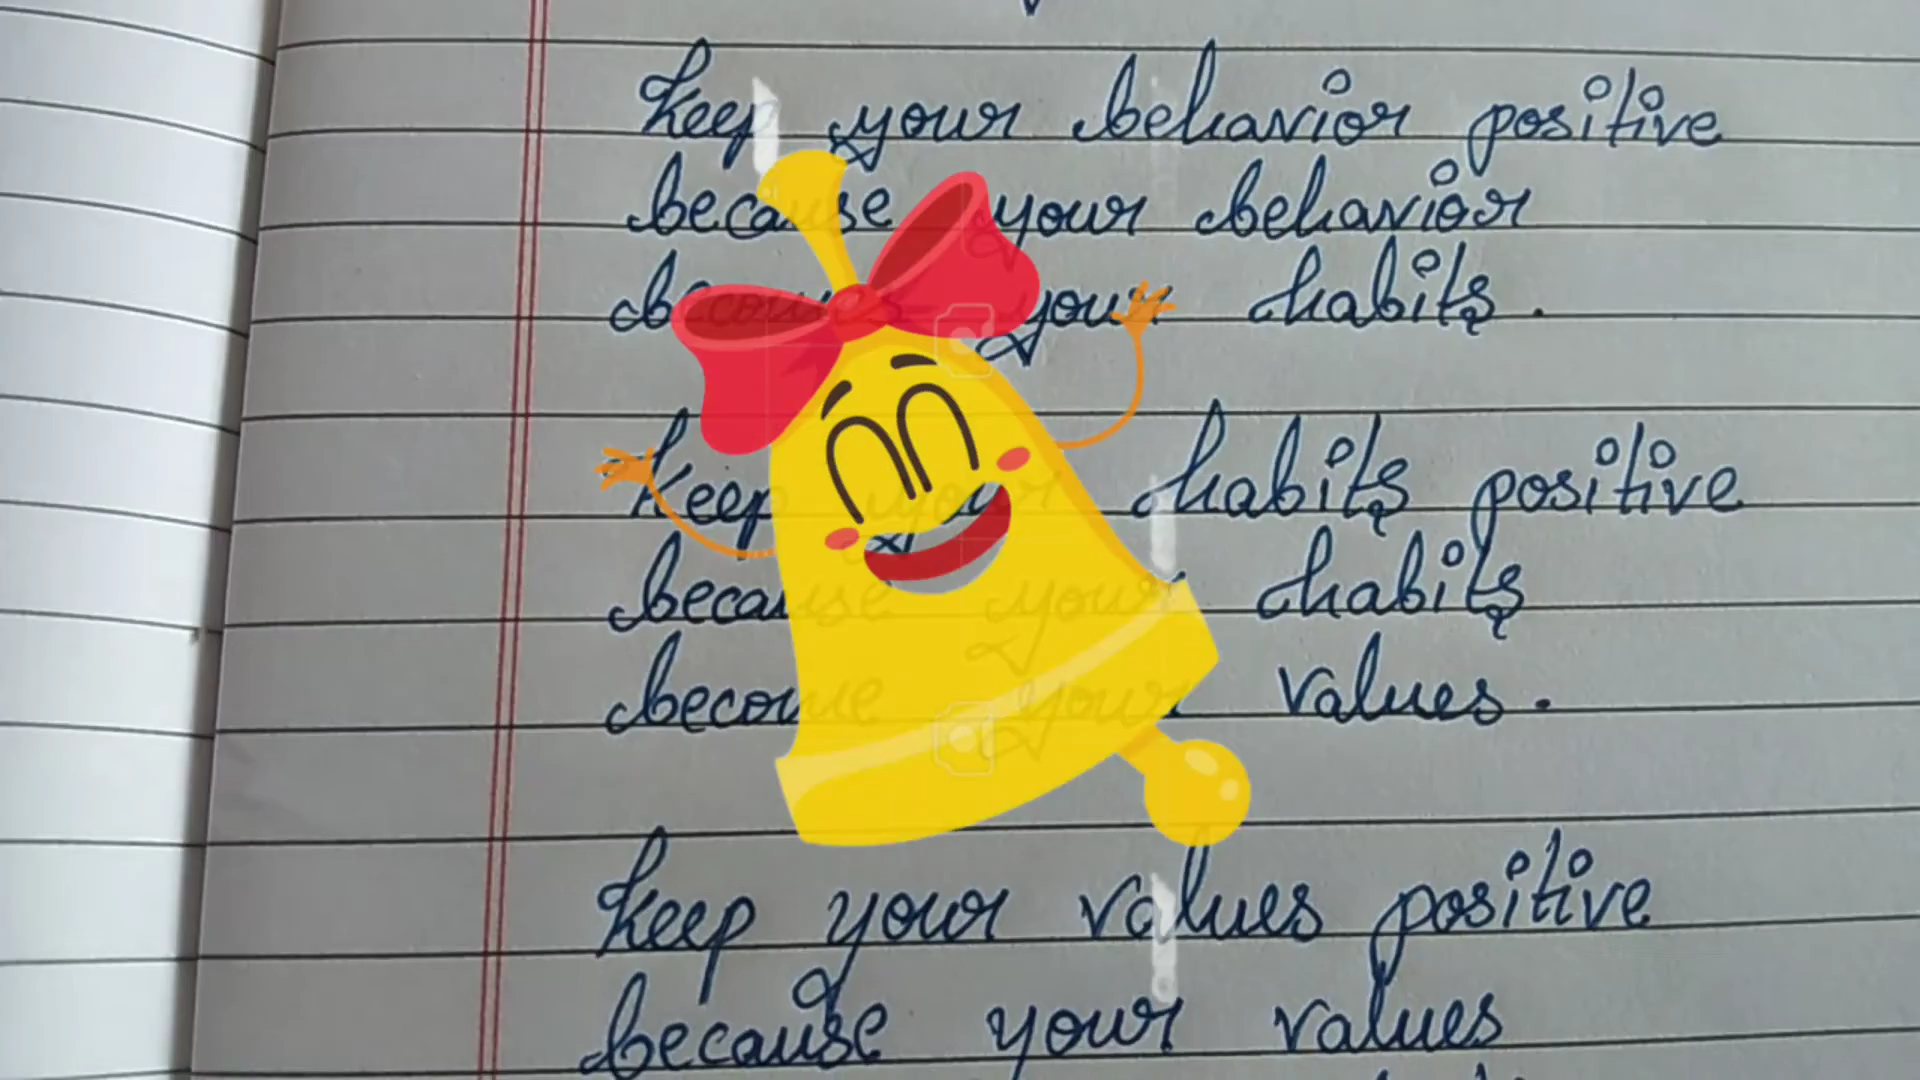 Keep your behavior positive
because your behavior
becomes your habits.
Keep your habits positive
because your habits
become your values.
Keep your values positive
because your values